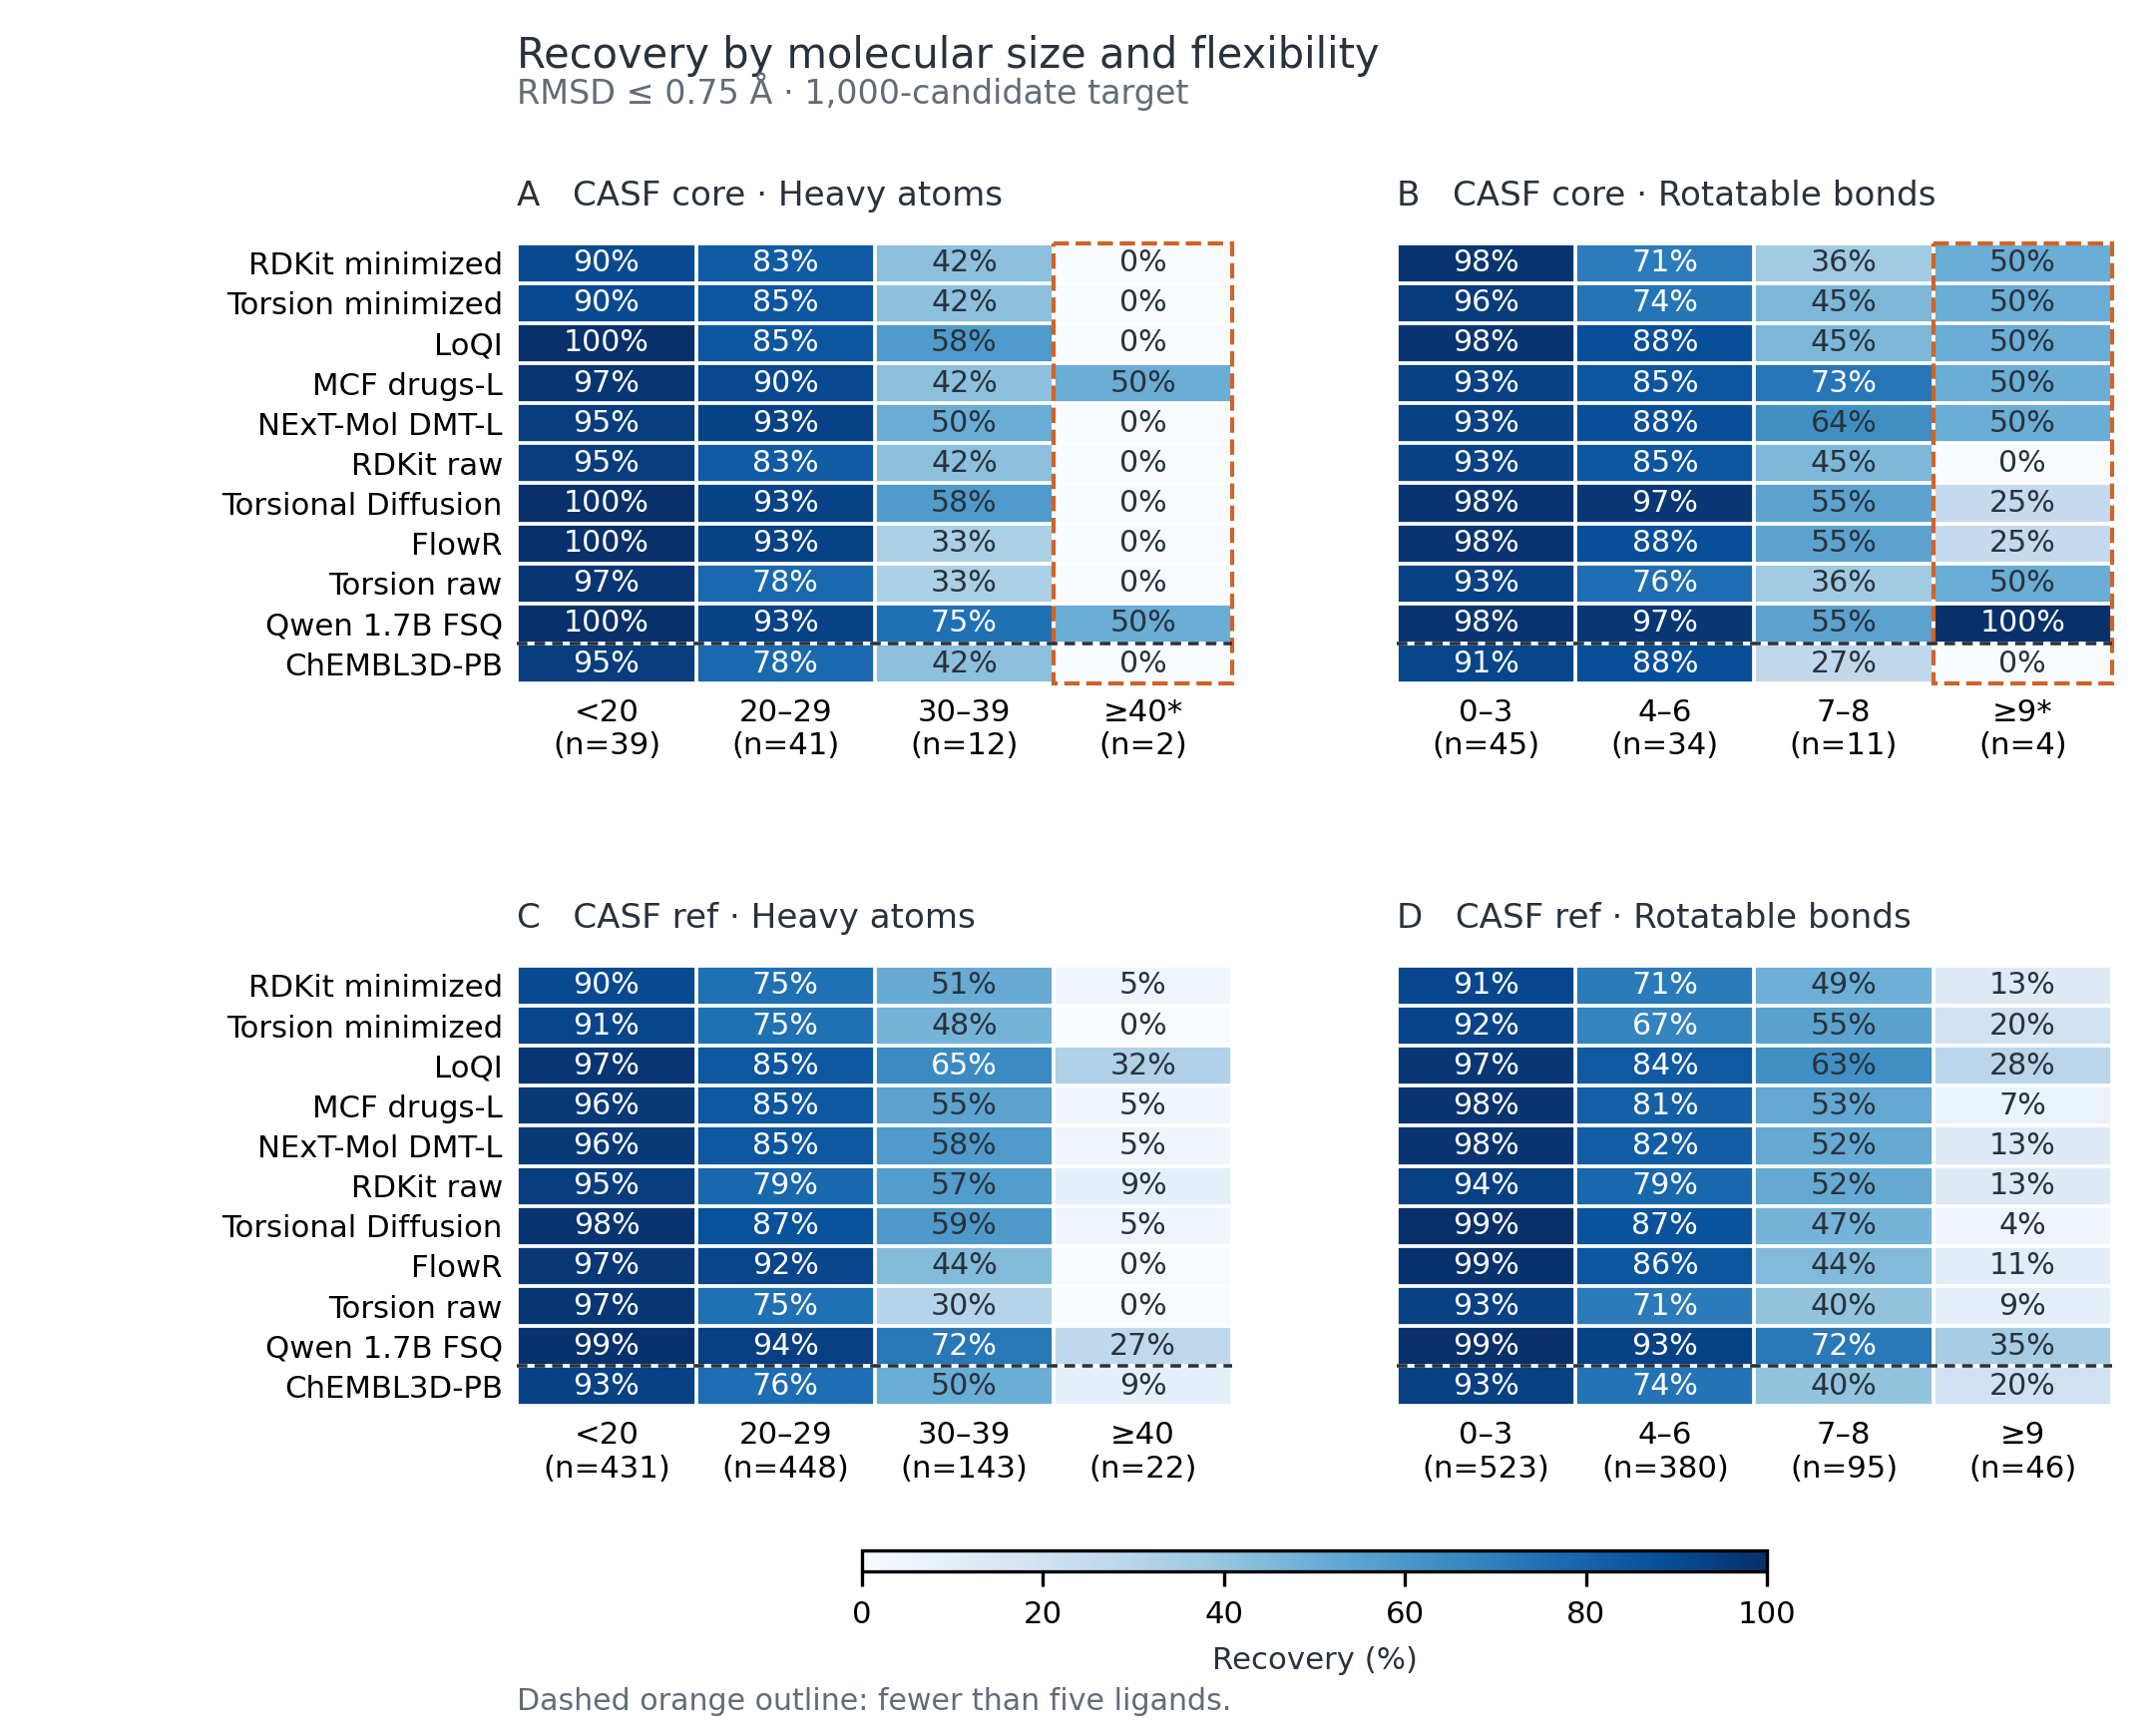 Recovery by molecular size and flexibility
RMSD ≤ 0.75 Å · 1,000-candidate target
A CASF core · Heavy atoms
RDKit minimized 90% 83% 42% 0%
Torsion minimized 90% 85% 42% 0%
LoQI 100% 85% 58% 0%
MCF drugs-L 97% 90% 42% 50%
NExT-Mol DMT-L 95% 93% 50% 0%
RDKit raw 95% 83% 42% 0%
Torsional Diffusion 100% 93% 58% 0%
FlowR 100% 93% 33% 0%
Torsion raw 97% 78% 33% 0%
Qwen 1.7B FSQ 100% 93% 75% 50%
ChEMBL3D-PB 95% 78% 42% 0%
<20 20–29 30–39 ≥40*
(n=39) (n=41) (n=12) (n=2)
B CASF core · Rotatable bonds
98% 71% 36% 50%
96% 74% 45% 50%
98% 88% 45% 50%
93% 85% 73% 50%
93% 88% 64% 50%
93% 85% 45% 0%
98% 97% 55% 25%
98% 88% 55% 25%
93% 76% 36% 50%
98% 97% 55% 100%
91% 88% 27% 0%
0–3 4–6 7–8 ≥9*
(n=45) (n=34) (n=11) (n=4)
C CASF ref · Heavy atoms
RDKit minimized 90% 75% 51% 5%
Torsion minimized 91% 75% 48% 0%
LoQI 97% 85% 65% 32%
MCF drugs-L 96% 85% 55% 5%
NExT-Mol DMT-L 96% 85% 58% 5%
RDKit raw 95% 79% 57% 9%
Torsional Diffusion 98% 87% 59% 5%
FlowR 97% 92% 44% 0%
Torsion raw 97% 75% 30% 0%
Qwen 1.7B FSQ 99% 94% 72% 27%
ChEMBL3D-PB 93% 76% 50% 9%
<20 20–29 30–39 ≥40
(n=431) (n=448) (n=143) (n=22)
D CASF ref · Rotatable bonds
91% 71% 49% 13%
92% 67% 55% 20%
97% 84% 63% 28%
98% 81% 53% 7%
98% 82% 52% 13%
94% 79% 52% 13%
99% 87% 47% 4%
99% 86% 44% 11%
93% 71% 40% 9%
99% 93% 72% 35%
93% 74% 40% 20%
0–3 4–6 7–8 ≥9
(n=523) (n=380) (n=95) (n=46)
0 20 40 60 80 100
Recovery (%)
Dashed orange outline: fewer than five ligands.